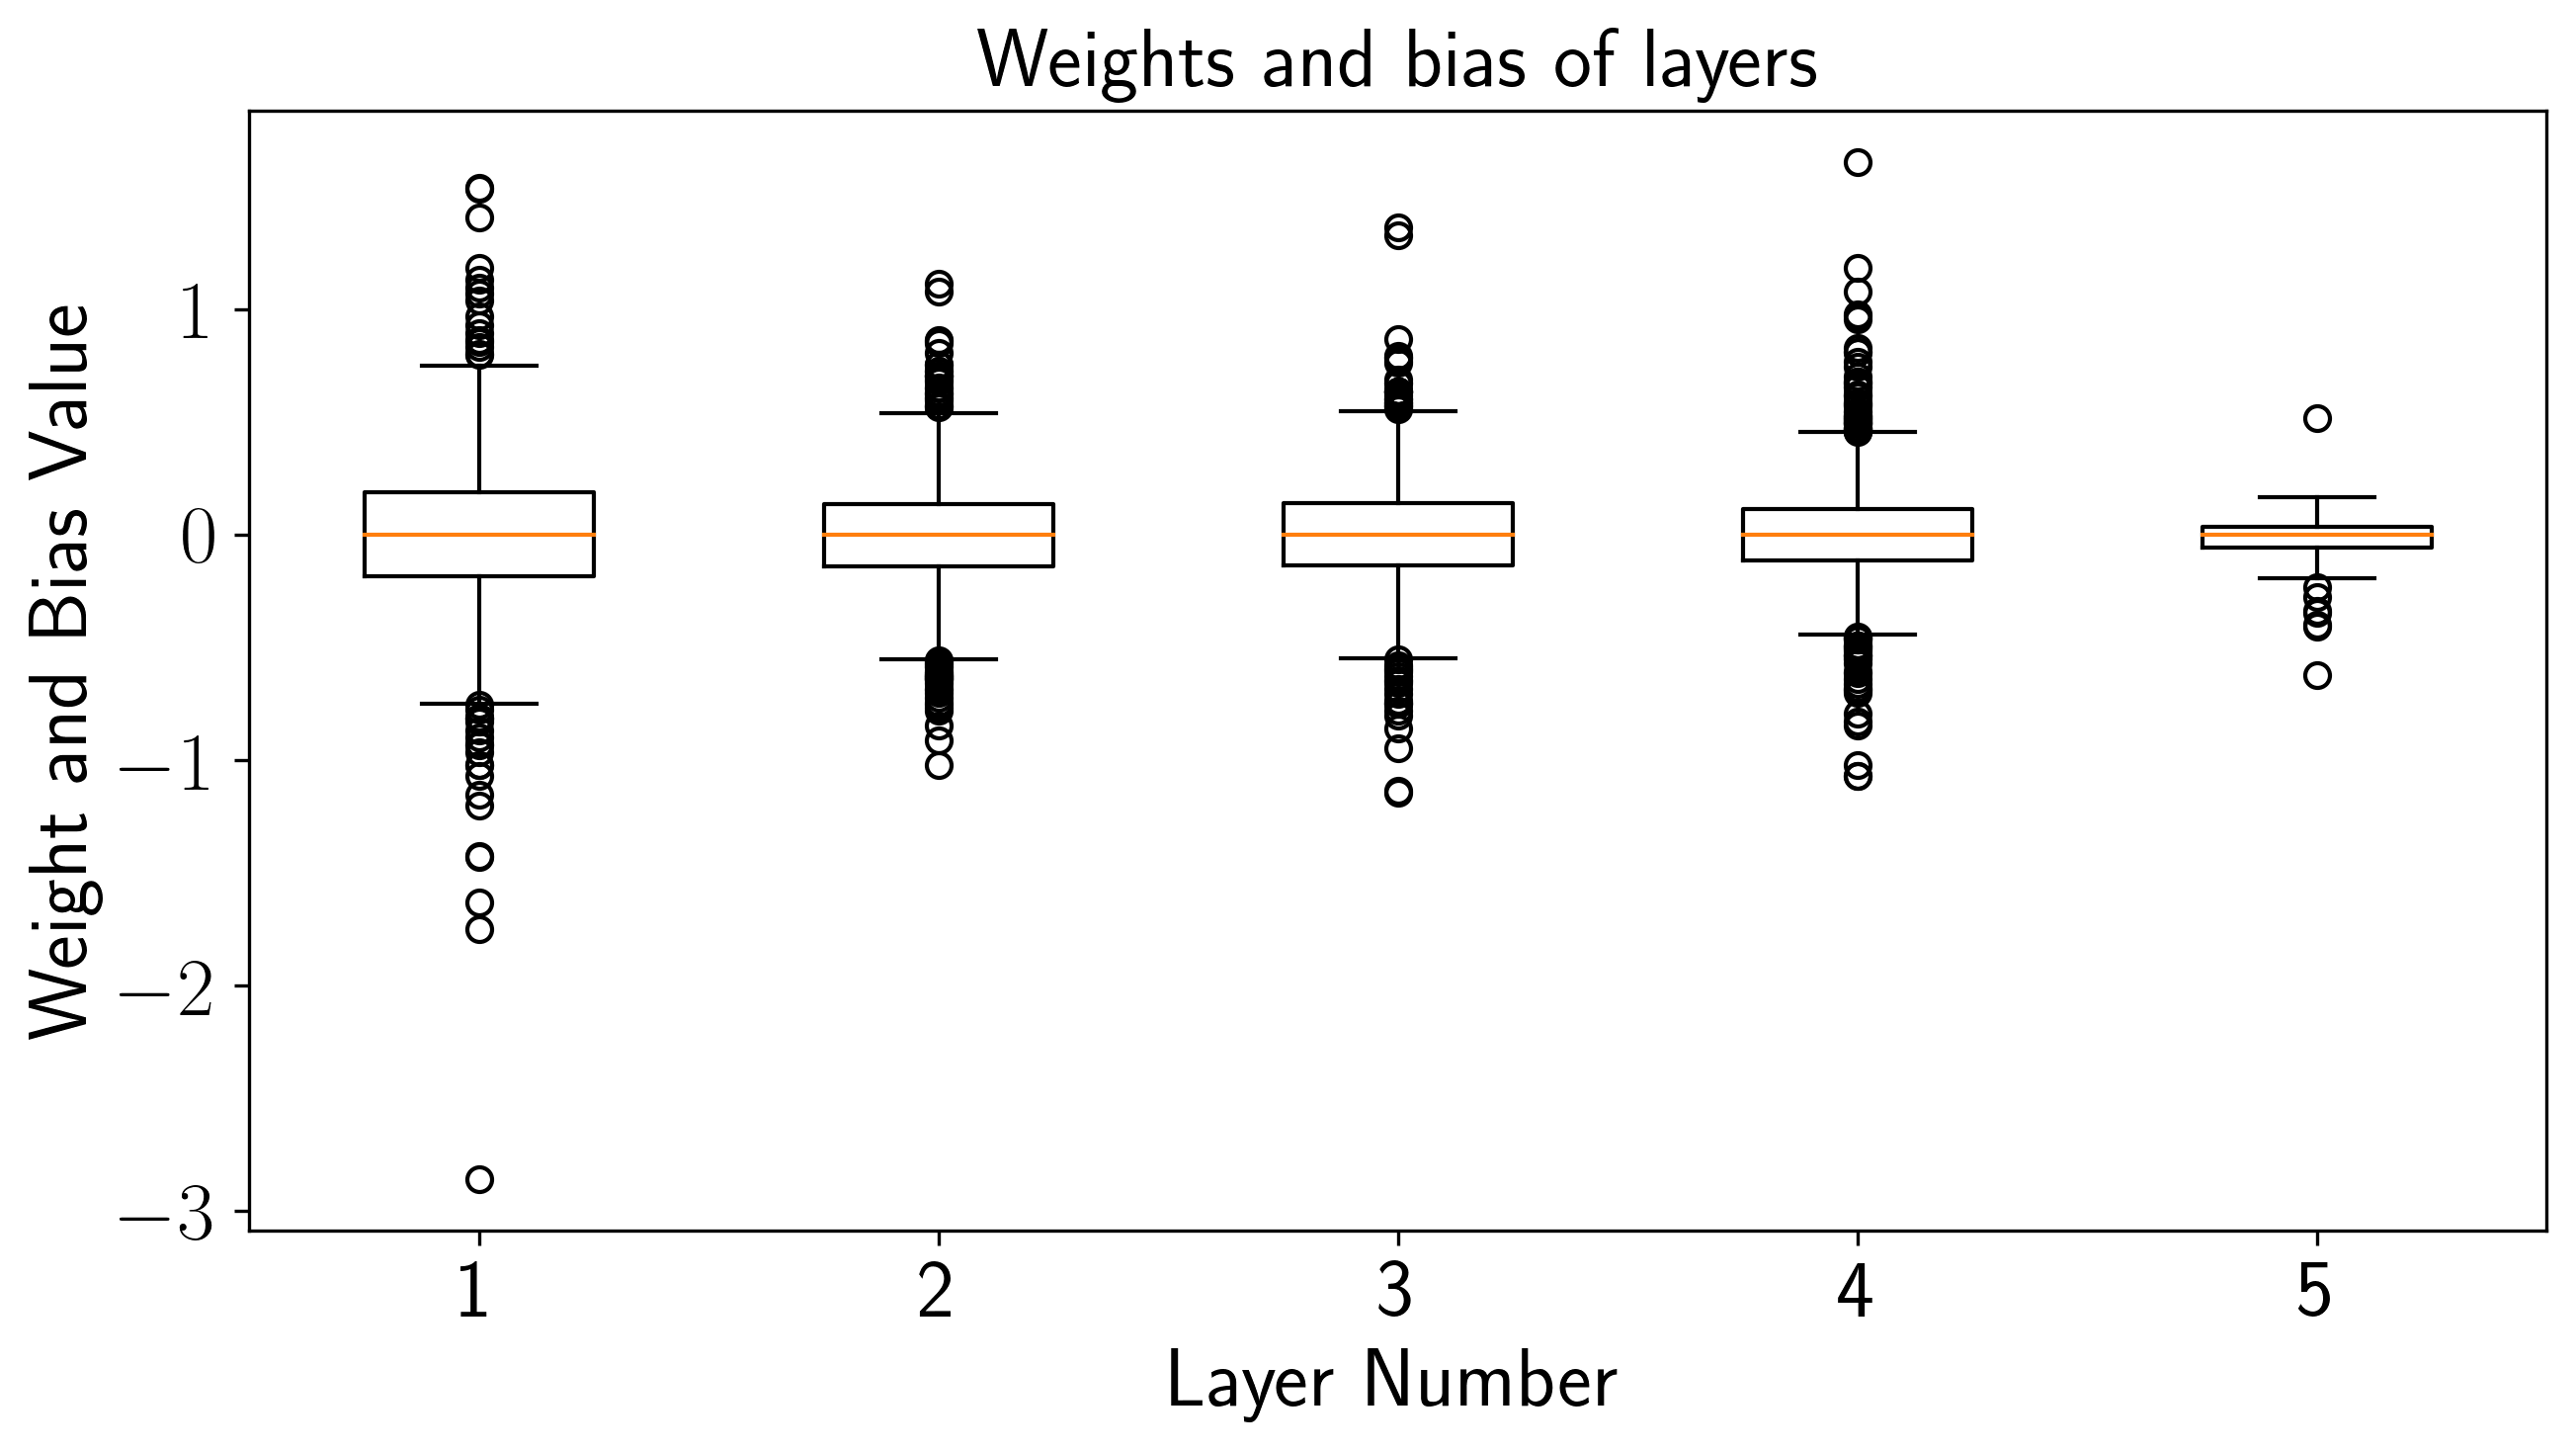 Weights and bias of layers
Weight and Bias Value
1
0
−1
−2
−3
1 2 3 4 5
Layer Number